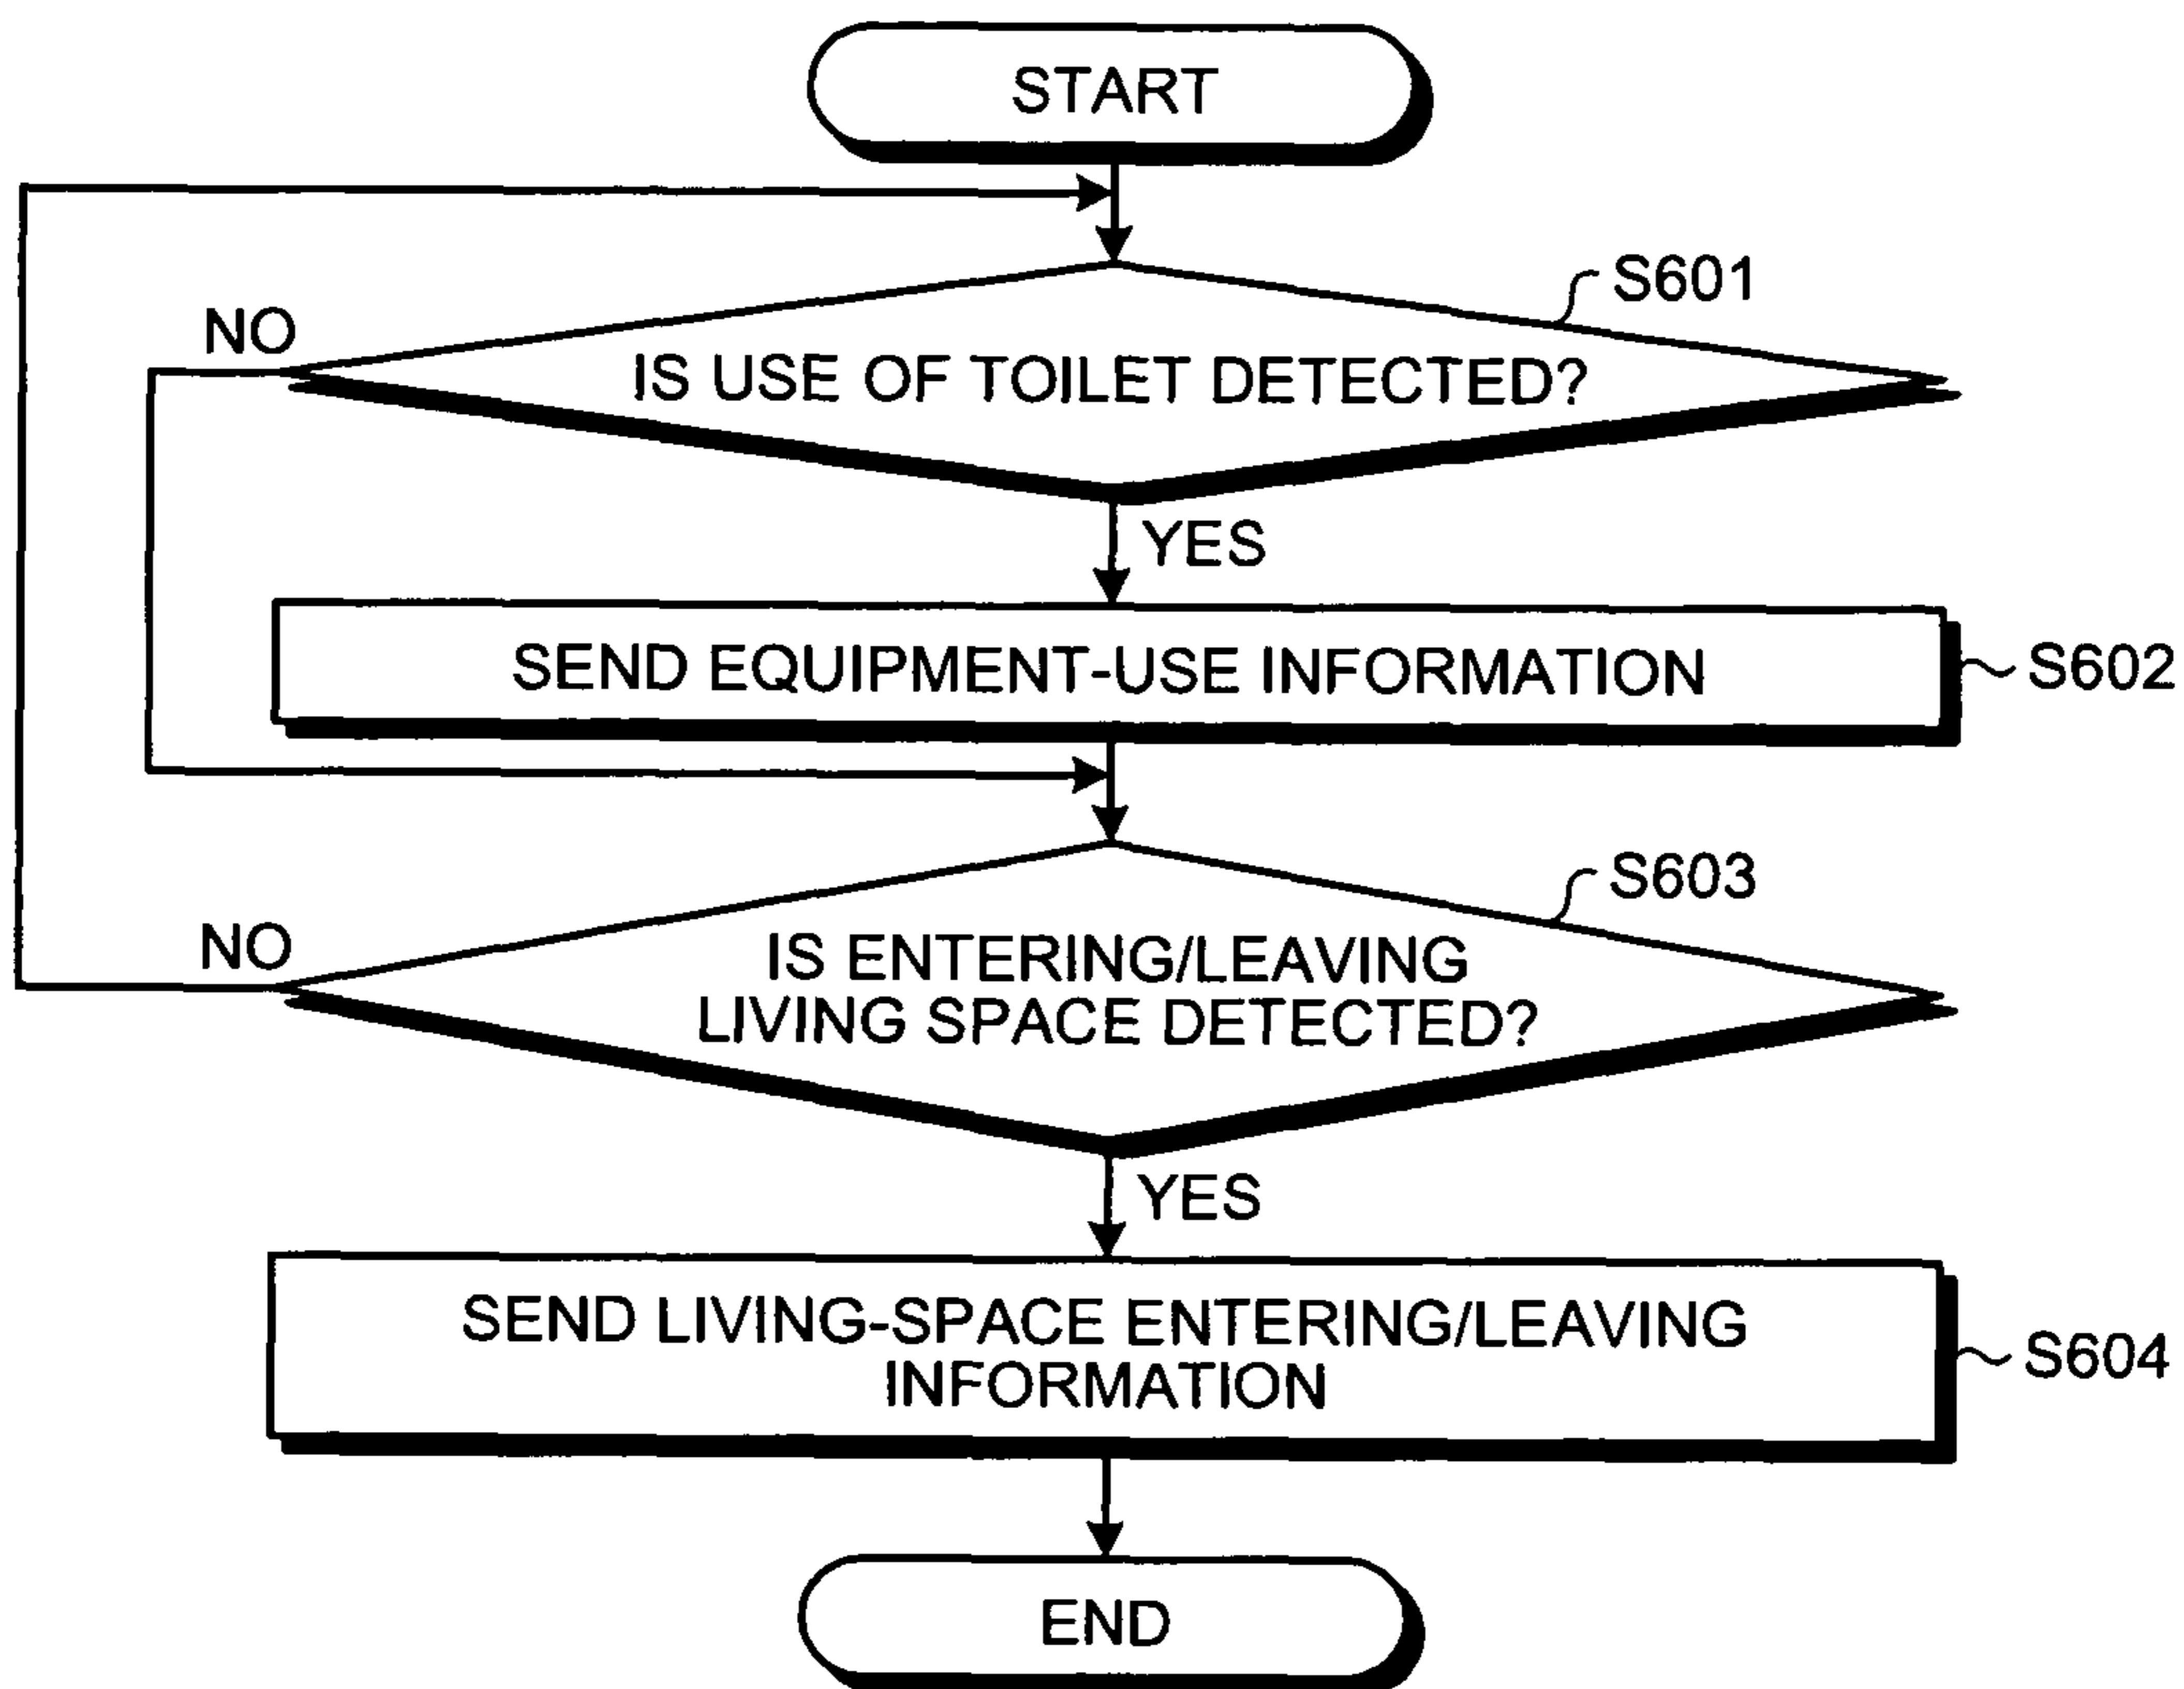 START
S601
NO
IS USE OF TOILET DETECTED?
YES
SEND EQUIPMENT-USE INFORMATION
S602
S603
NO
IS ENTERING/LEAVING
LIVING SPACE DETECTED?
YES
SEND LIVING-SPACE ENTERING/LEAVING
INFORMATION
S604
END